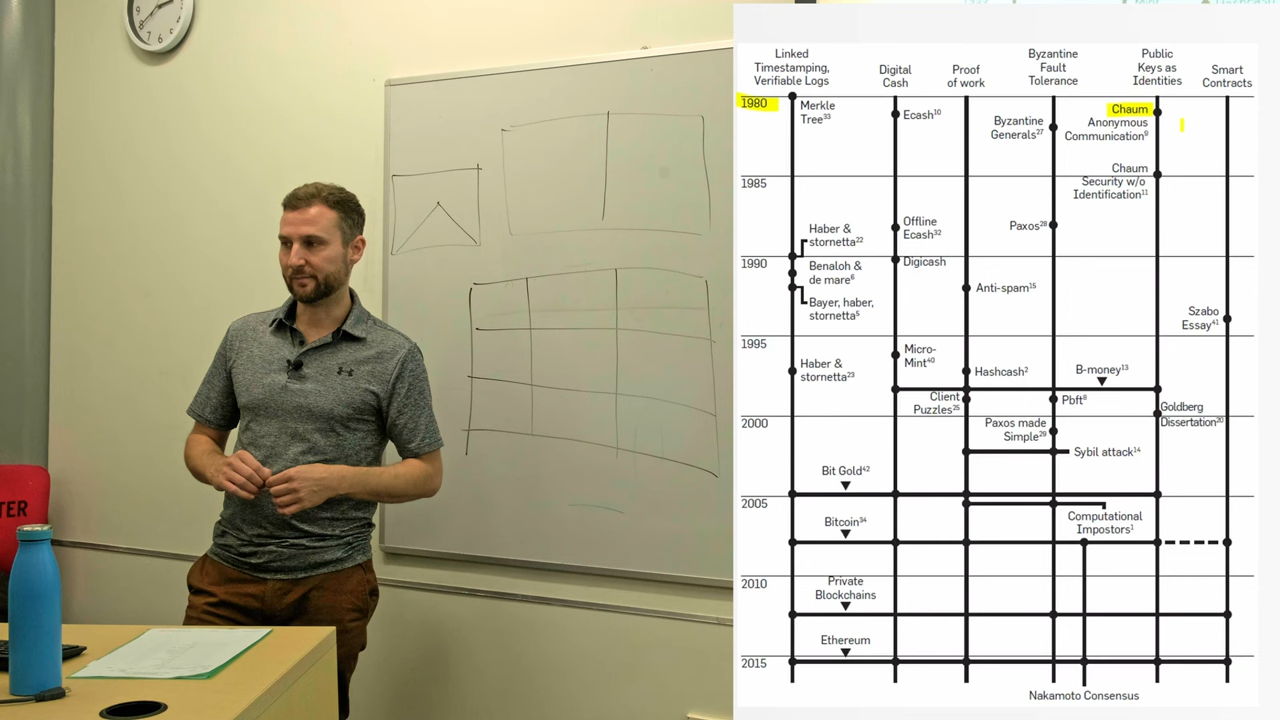 Linked
Timestamping,
Verifiable Logs
Digital
Cash
Proof
of work
Byzantine
Fault
Tolerance
Public
Keys as
Identities
Smart
Contracts
1980
Merkle
Tree33
Ecash10
Byzantine
Generals27
Chaum
Anonymous
Communication9
1985
Chaum
Security w/o
Identification11
Haber &
stornetta22
Offline
Ecash32
Paxos28
1990
Benaloh &
de mare6
Digicash
Bayer, haber,
stornetta5
Anti-spam15
Szabo
Essay41
1995
Haber &
stornetta23
Micro-
Mint40
Hashcash2
B-money13
Client
Puzzles25
Pbft8
Goldberg
Dissertation20
2000
Paxos made
Simple29
Sybil attack14
Bit Gold42
2005
Bitcoin34
Computational
Impostors1
2010
Private
Blockchains
Ethereum
2015
Nakamoto Consensus
TER